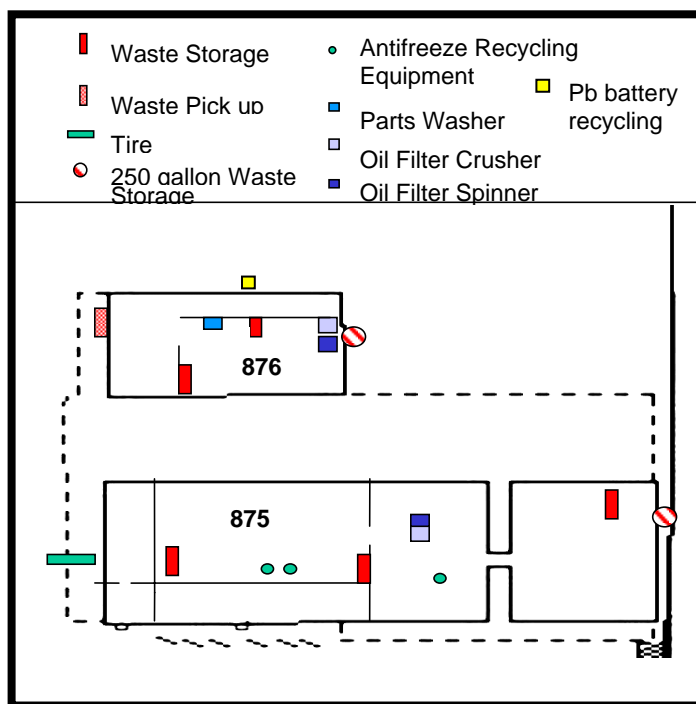 Waste Storage
Waste Pick up
Tire
250 gallon Waste
Storage
Antifreeze Recycling
Equipment
Parts Washer
Oil Filter Crusher
Oil Filter Spinner
Pb battery
recycling
876
875